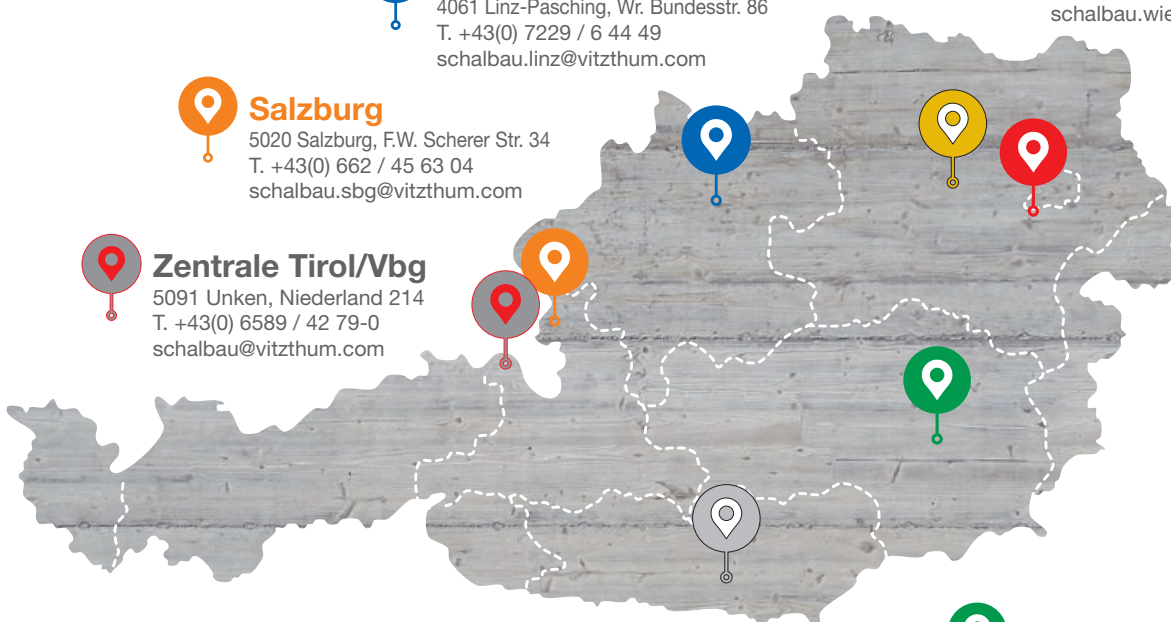 4061 Linz-Pasching, Wr. Bundesstr. 86
T. +43(0) 7229 / 6 44 49
schalbau.linz@vitzthum.com
schalbau.wie
Salzburg
5020 Salzburg, F.W. Scherer Str. 34
T. +43(0) 662 / 45 63 04
schalbau.sbg@vitzthum.com
Zentrale Tirol/Vbg
5091 Unken, Niederland 214
T. +43(0) 6589 / 42 79-0
schalbau@vitzthum.com